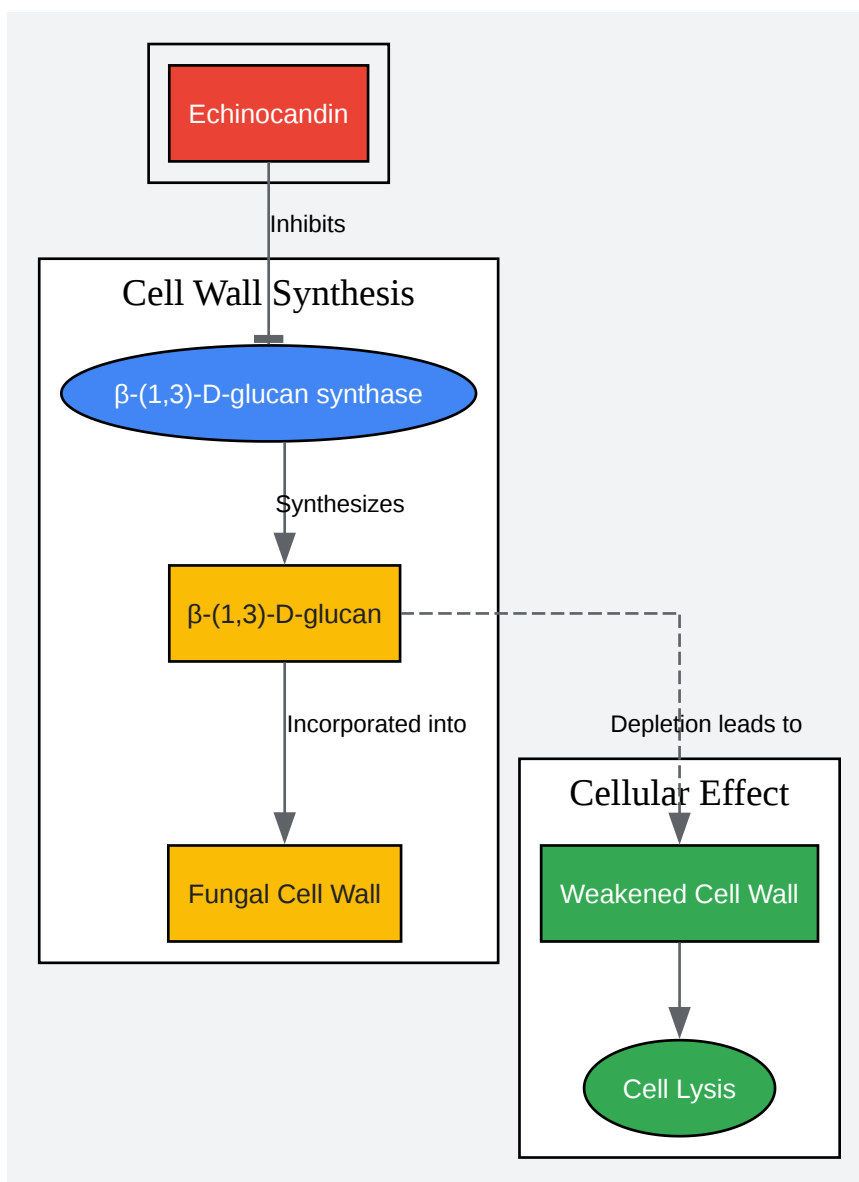 Echinocandin
Inhibits
Cell Wall Synthesis
β-(1,3)-D-glucan synthase
Synthesizes
β-(1,3)-D-glucan
Incorporated into
Depletion leads to
Cellular Effect
Fungal Cell Wall
Weakened Cell Wall
Cell Lysis